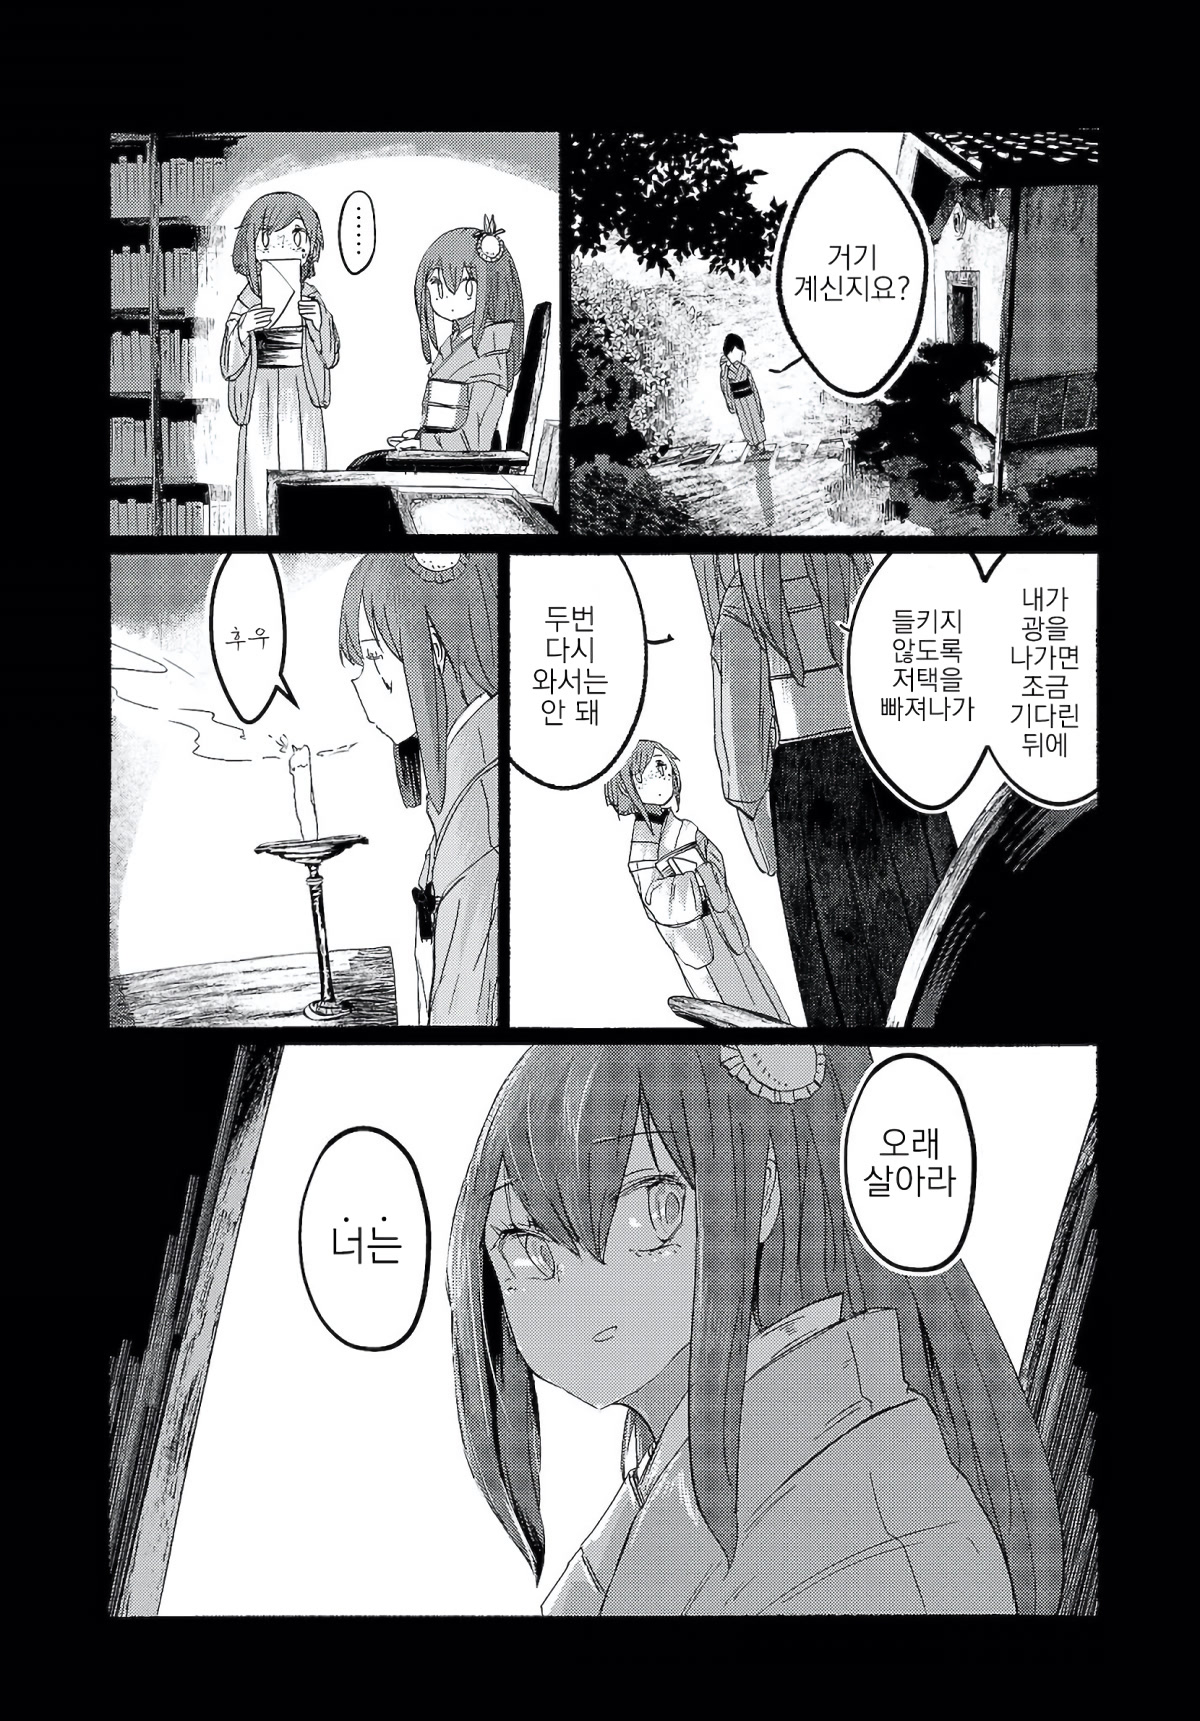 거기
계신지요?
……
내가
광을
나가면
조금
기다린
뒤에
들키지
않도록
저택을
빠져나가
두번
다시
와서는
안 돼
후우
오래
살아라
너는